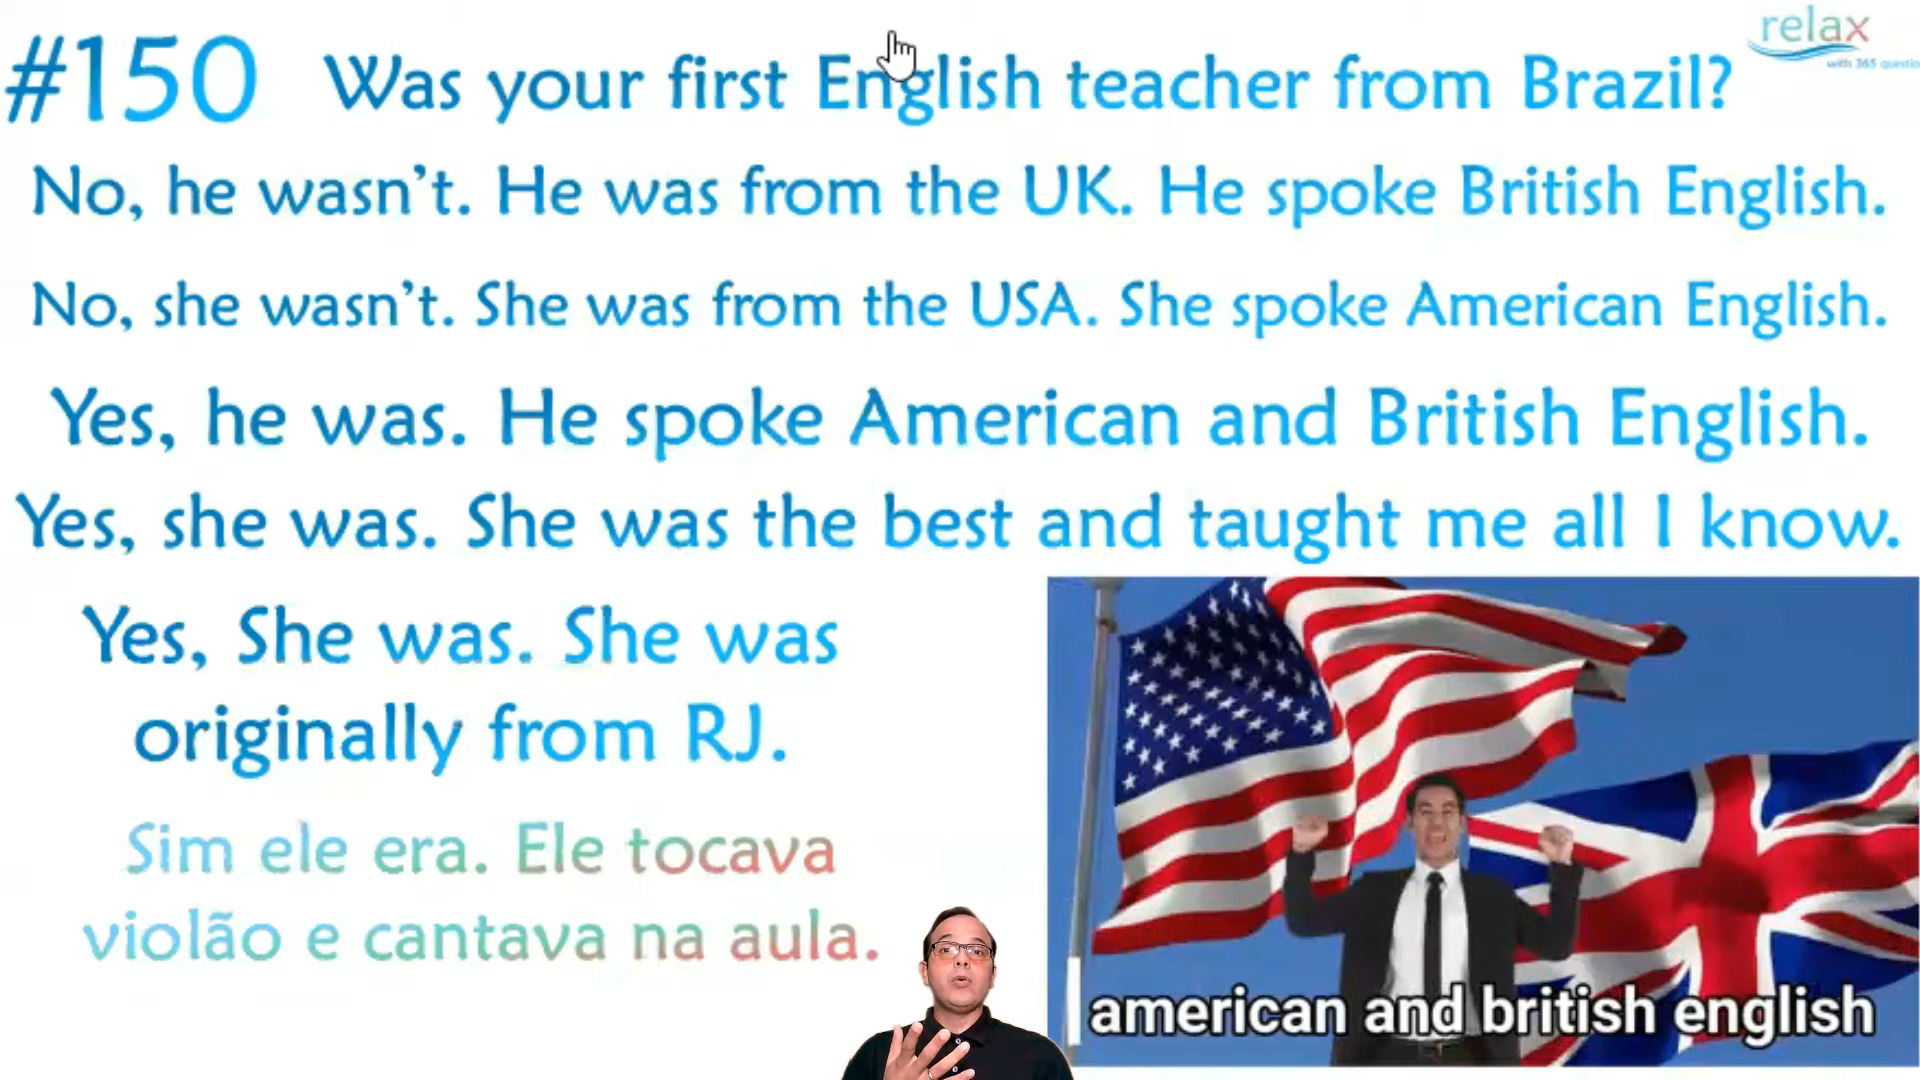 relax
with 365 questio
#150 Was your first English teacher from Brazil?
No, he wasn't. He was from the UK. He spoke British English.
No, she wasn't. She was from the USA. She spoke American English.
Yes, he was. He spoke American and British English.
Yes, she was. She was the best and taught me all I know.
Yes, She was. She was
originally from RJ.
Sim ele era. Ele tocava
violão e cantava na aula.
american and british english